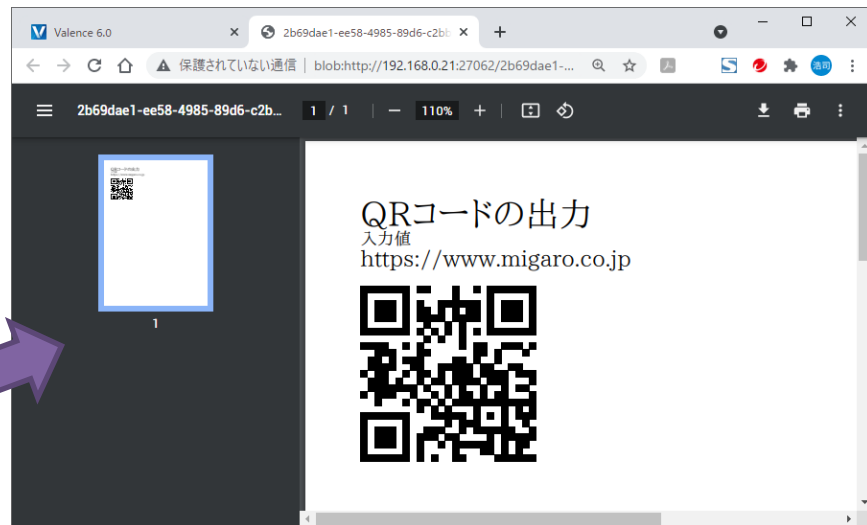 Valence 6.0
2b69dae1-ee58-4985-89d6-c2b
保護されていない通信 | blob:http://192.168.0.21:27062/2b69dae1-...
浩司
2b69dae1-ee58-4985-89d6-c2b...
1 / 1
110%
1
QRコードの出力
入力値
https://www.migaro.co.jp